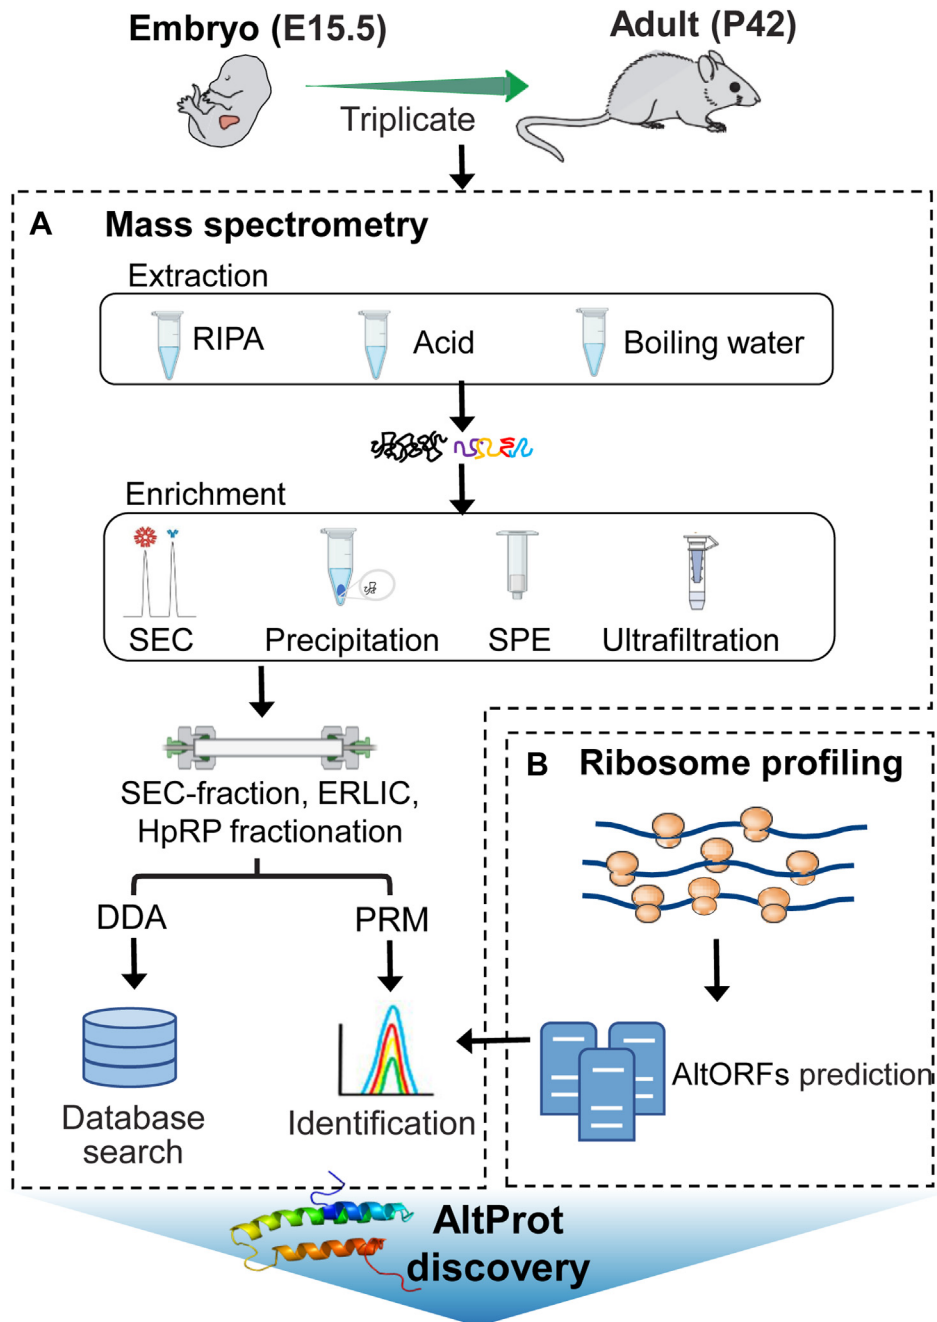 Embryo (E15.5)
Adult (P42)
Triplicate
A Mass spectrometry
Extraction
RIPA
Acid
Boiling water
Enrichment
SEC
Precipitation
SPE
Ultrafiltration
SEC-fraction, ERLIC,
HpRP fractionation
DDA
PRM
Database
search
Identification
B Ribosome profiling
AltORFs prediction
AltProt
discovery